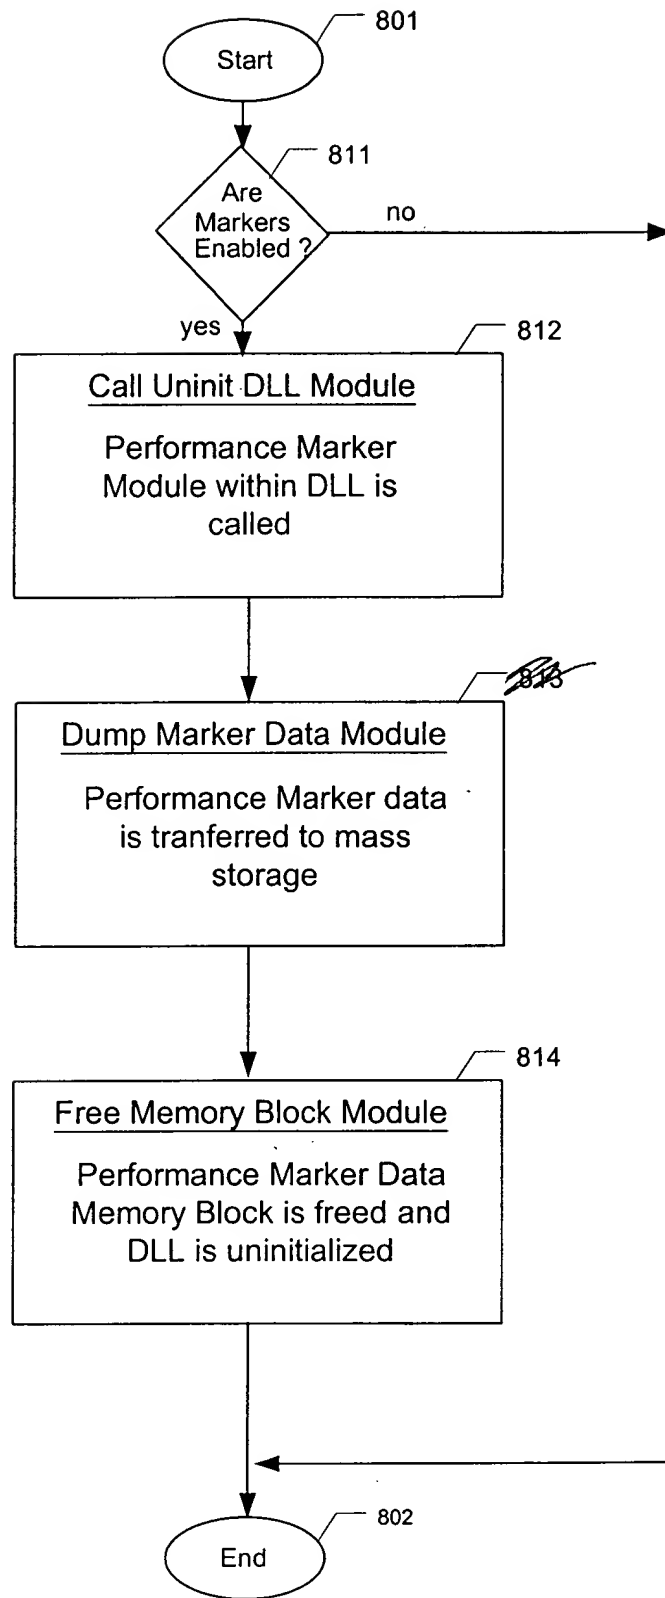 801
Start
811
Are
Markers
Enabled ?
no
yes
812
Call Uninit DLL Module
Performance Marker
Module within DLL is
called
813
Dump Marker Data Module
Performance Marker data
is tranferred to mass
storage
814
Free Memory Block Module
Performance Marker Data
Memory Block is freed and
DLL is uninitialized
802
End